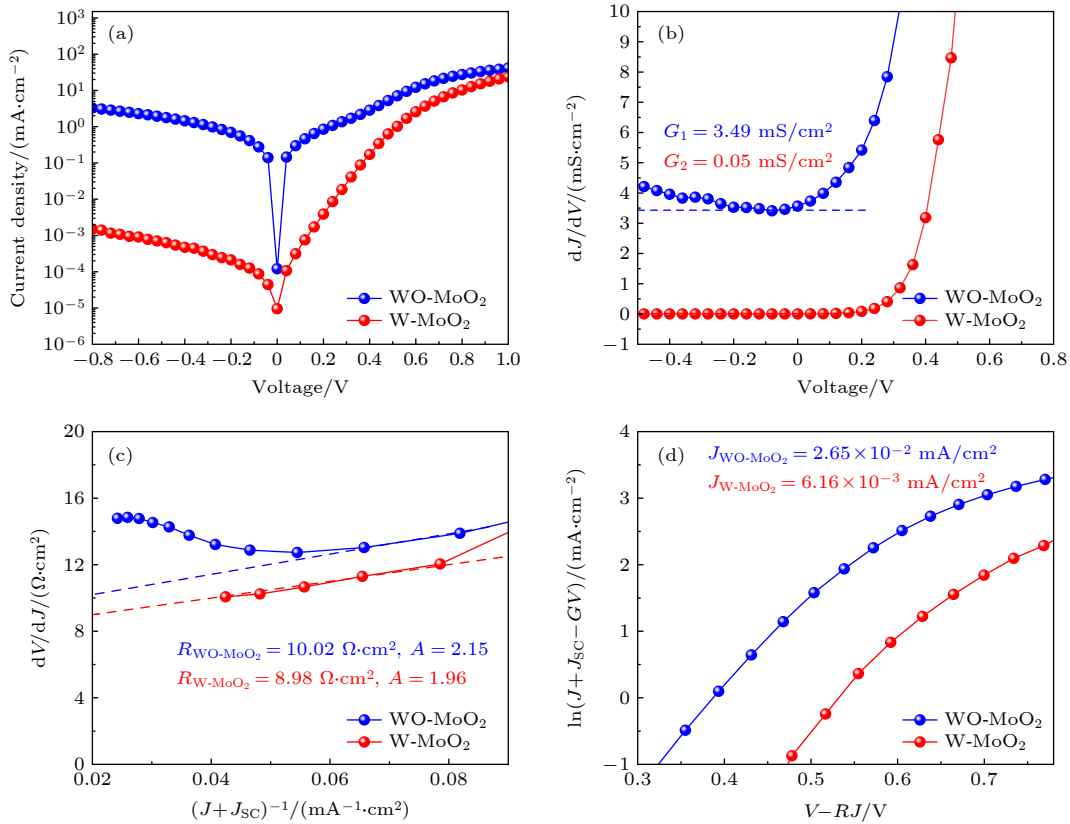 (a)
Current density/(mA·cm⁻²)
10³
10²
10¹
10⁰
10⁻¹
10⁻²
10⁻³
10⁻⁴
10⁻⁵
10⁻⁶
WO-MoO₂
W-MoO₂
−0.8 −0.6 −0.4 −0.2 0 0.2 0.4 0.6 0.8 1.0
Voltage/V
(b)
dJ/dV/(mS·cm⁻²)
10
9
8
7
6
5
4
3
2
1
0
−1
G₁ = 3.49 mS/cm²
G₂ = 0.05 mS/cm²
WO-MoO₂
W-MoO₂
−0.4 −0.2 0 0.2 0.4 0.6 0.8
Voltage/V
(c)
dV/dJ/(Ω·cm²)
20
16
12
8
4
0
R_WO-MoO₂ = 10.02 Ω·cm², A = 2.15
R_W-MoO₂ = 8.98 Ω·cm², A = 1.96
WO-MoO₂
W-MoO₂
0.02 0.04 0.06 0.08
(J+J_SC)⁻¹/(mA⁻¹·cm²)
(d)
ln(J+J_SC−GV)/(mA·cm⁻²)
4
3
2
1
0
−1
J_WO-MoO₂ = 2.65×10⁻² mA/cm²
J_W-MoO₂ = 6.16×10⁻³ mA/cm²
WO-MoO₂
W-MoO₂
0.3 0.4 0.5 0.6 0.7
V−RJ/V